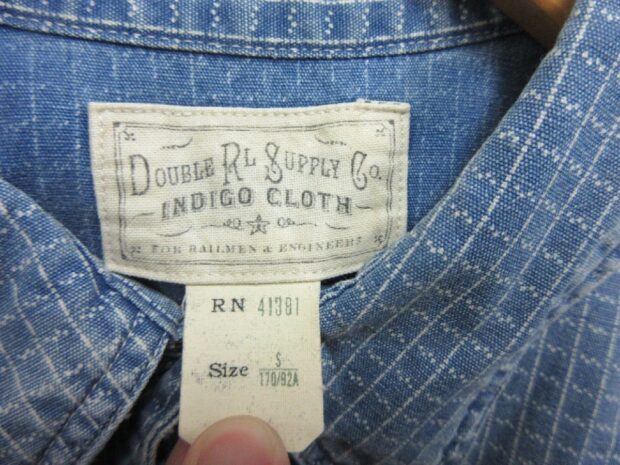 DOUBLE RL SUPPLY CO.
INDIGO CLOTH
FOR RAILMEN & ENGINEERS
RN 41381
Size S
170/92A